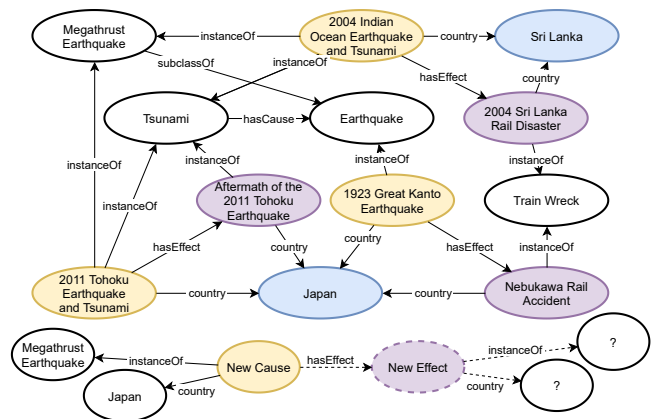 Megathrust
Earthquake
instanceOf
2004 Indian
Ocean Earthquake
and Tsunami
country
Sri Lanka
subclassOf
instanceOf
hasEffect
country
Tsunami
hasCause
Earthquake
2004 Sri Lanka
Rail Disaster
instanceOf
instanceOf
instanceOf
instanceOf
instanceOf
Aftermath of the
2011 Tohoku
Earthquake
1923 Great Kanto
Earthquake
Train Wreck
hasEffect
country
country
hasEffect
instanceOf
2011 Tohoku
Earthquake
and Tsunami
country
Japan
country
Nebukawa Rail
Accident
Megathrust
Earthquake
instanceOf
New Cause
hasEffect
New Effect
instanceOf
?
Japan
country
country
?